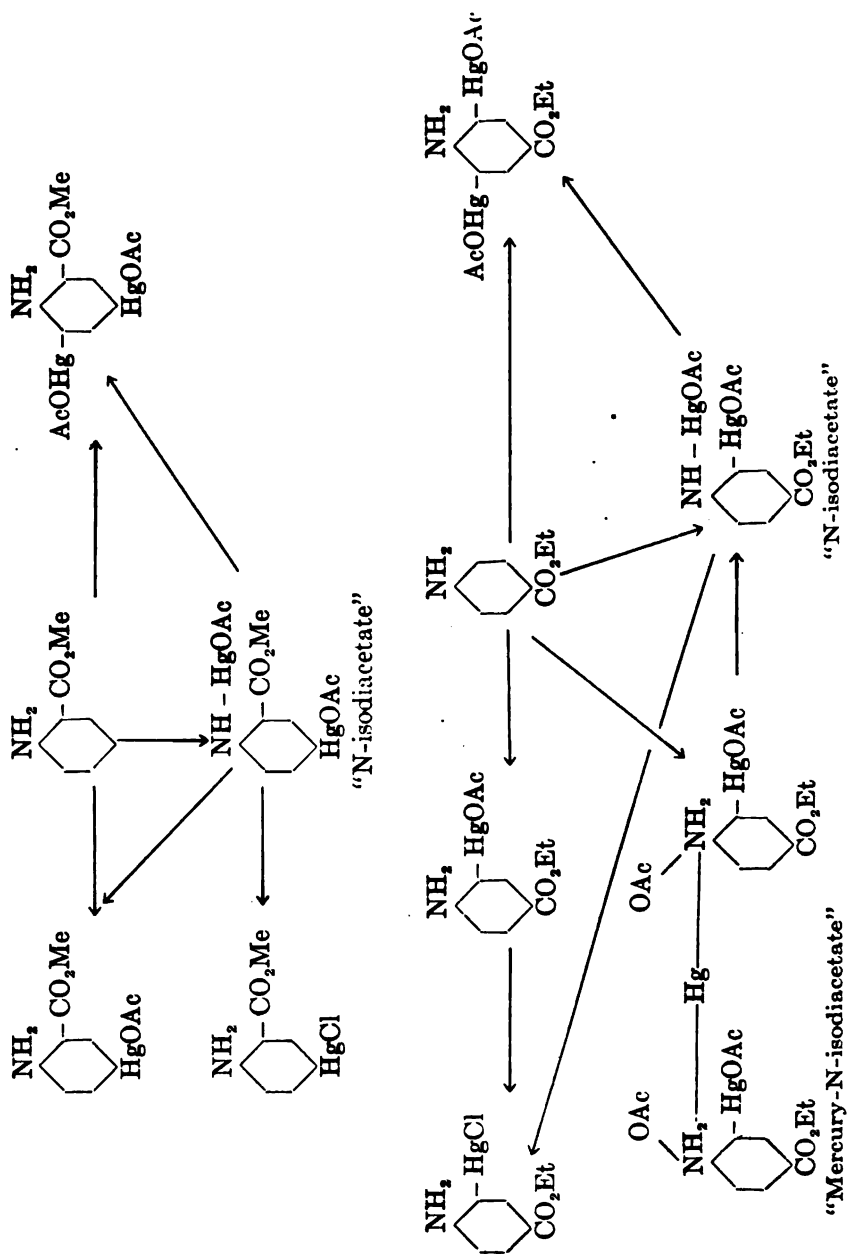 NH₂ NH₂ NH₂
–CO₂Me –CO₂Me AcOHg– –CO₂Me
HgOAc HgOAc
NH₂ NH – HgOAc
–CO₂Me –CO₂Me
HgCl HgOAc
“N-isodiacetate”
NH₂ NH₂ NH₂ NH₂
–HgCl –HgOAc AcOHg– –HgOAc
CO₂Et CO₂Et CO₂Et CO₂Et
OAc OAc
NH₂ Hg NH₂ NH – HgOAc
–HgOAc –HgOAc –HgOAc
CO₂Et CO₂Et CO₂Et
“Mercury-N-isodiacetate” “N-isodiacetate”